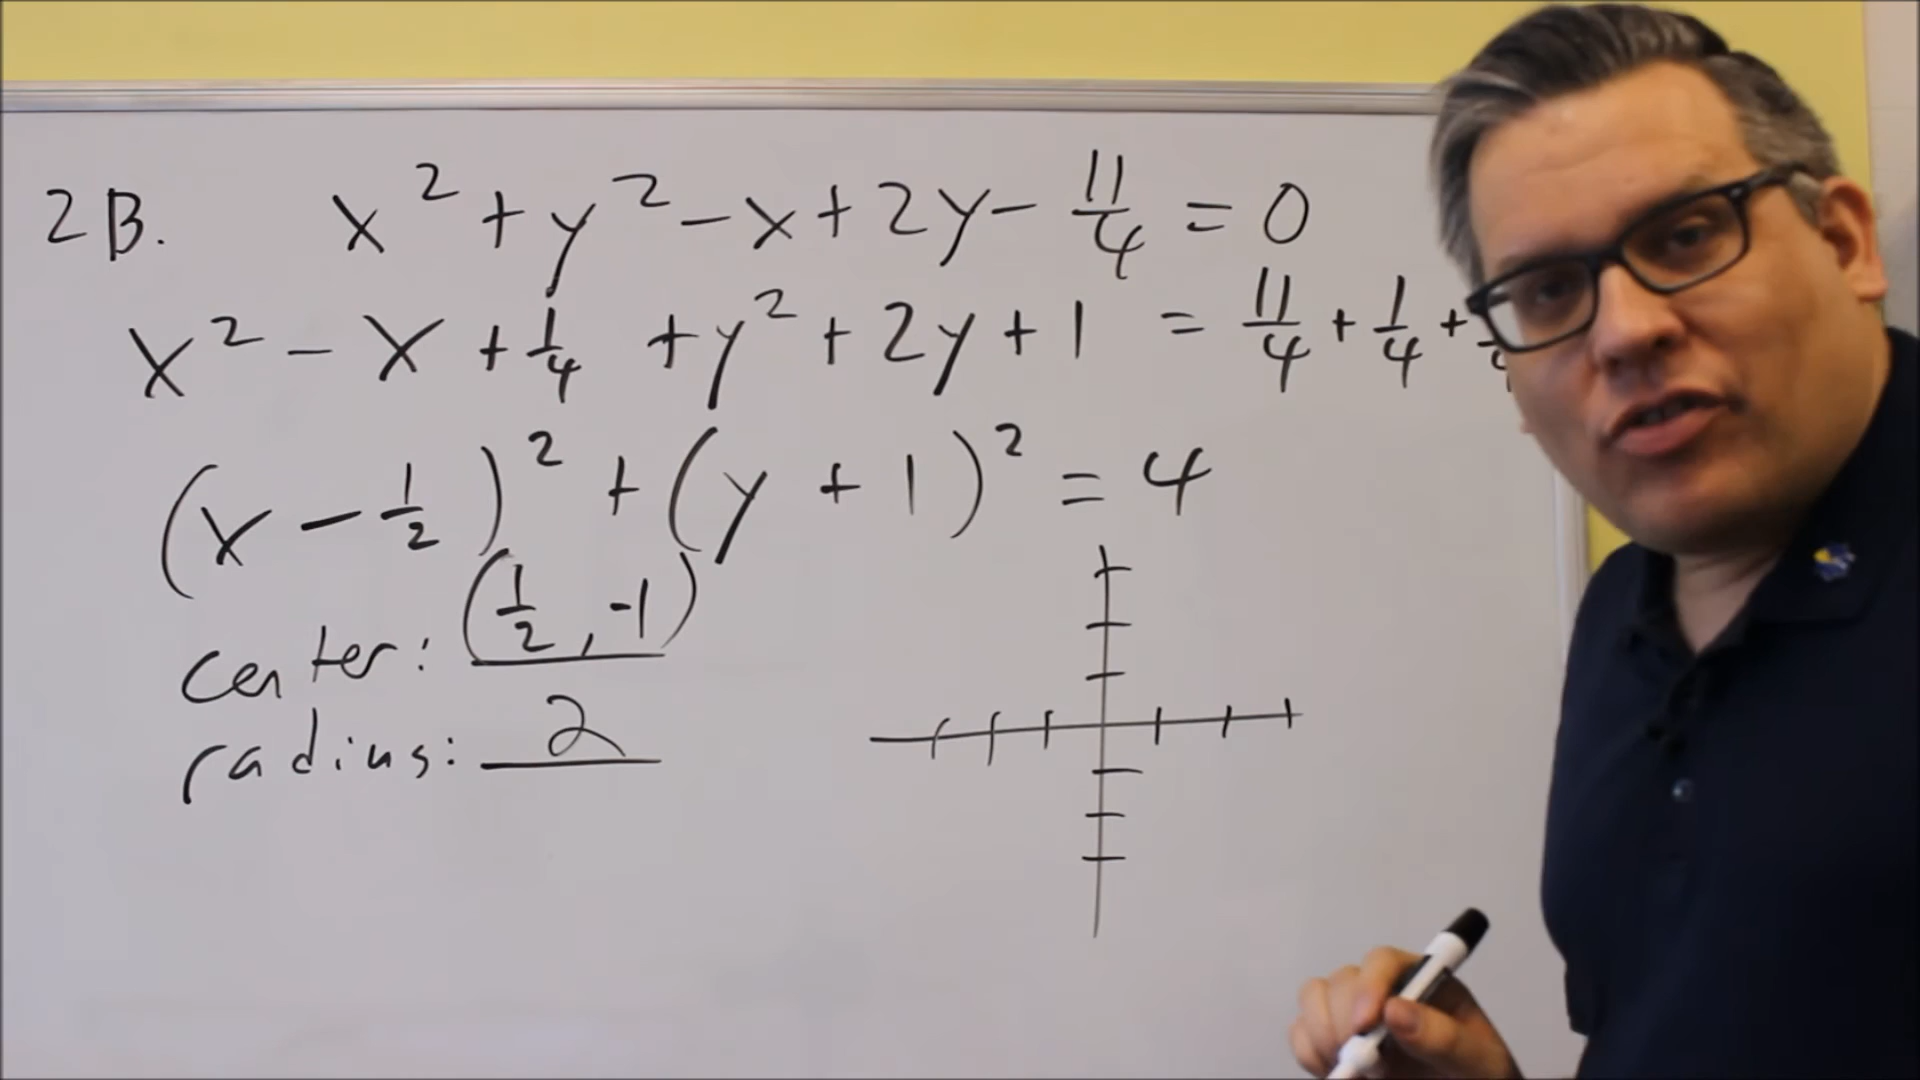 2B. x² + y² - x + 2y - 11/4 = 0
x² - x + 1/4 + y² + 2y + 1 = 11/4 + 1/4 +
(x - 1/2)² + (y + 1)² = 4
center: (1/2, -1)
radius: 2